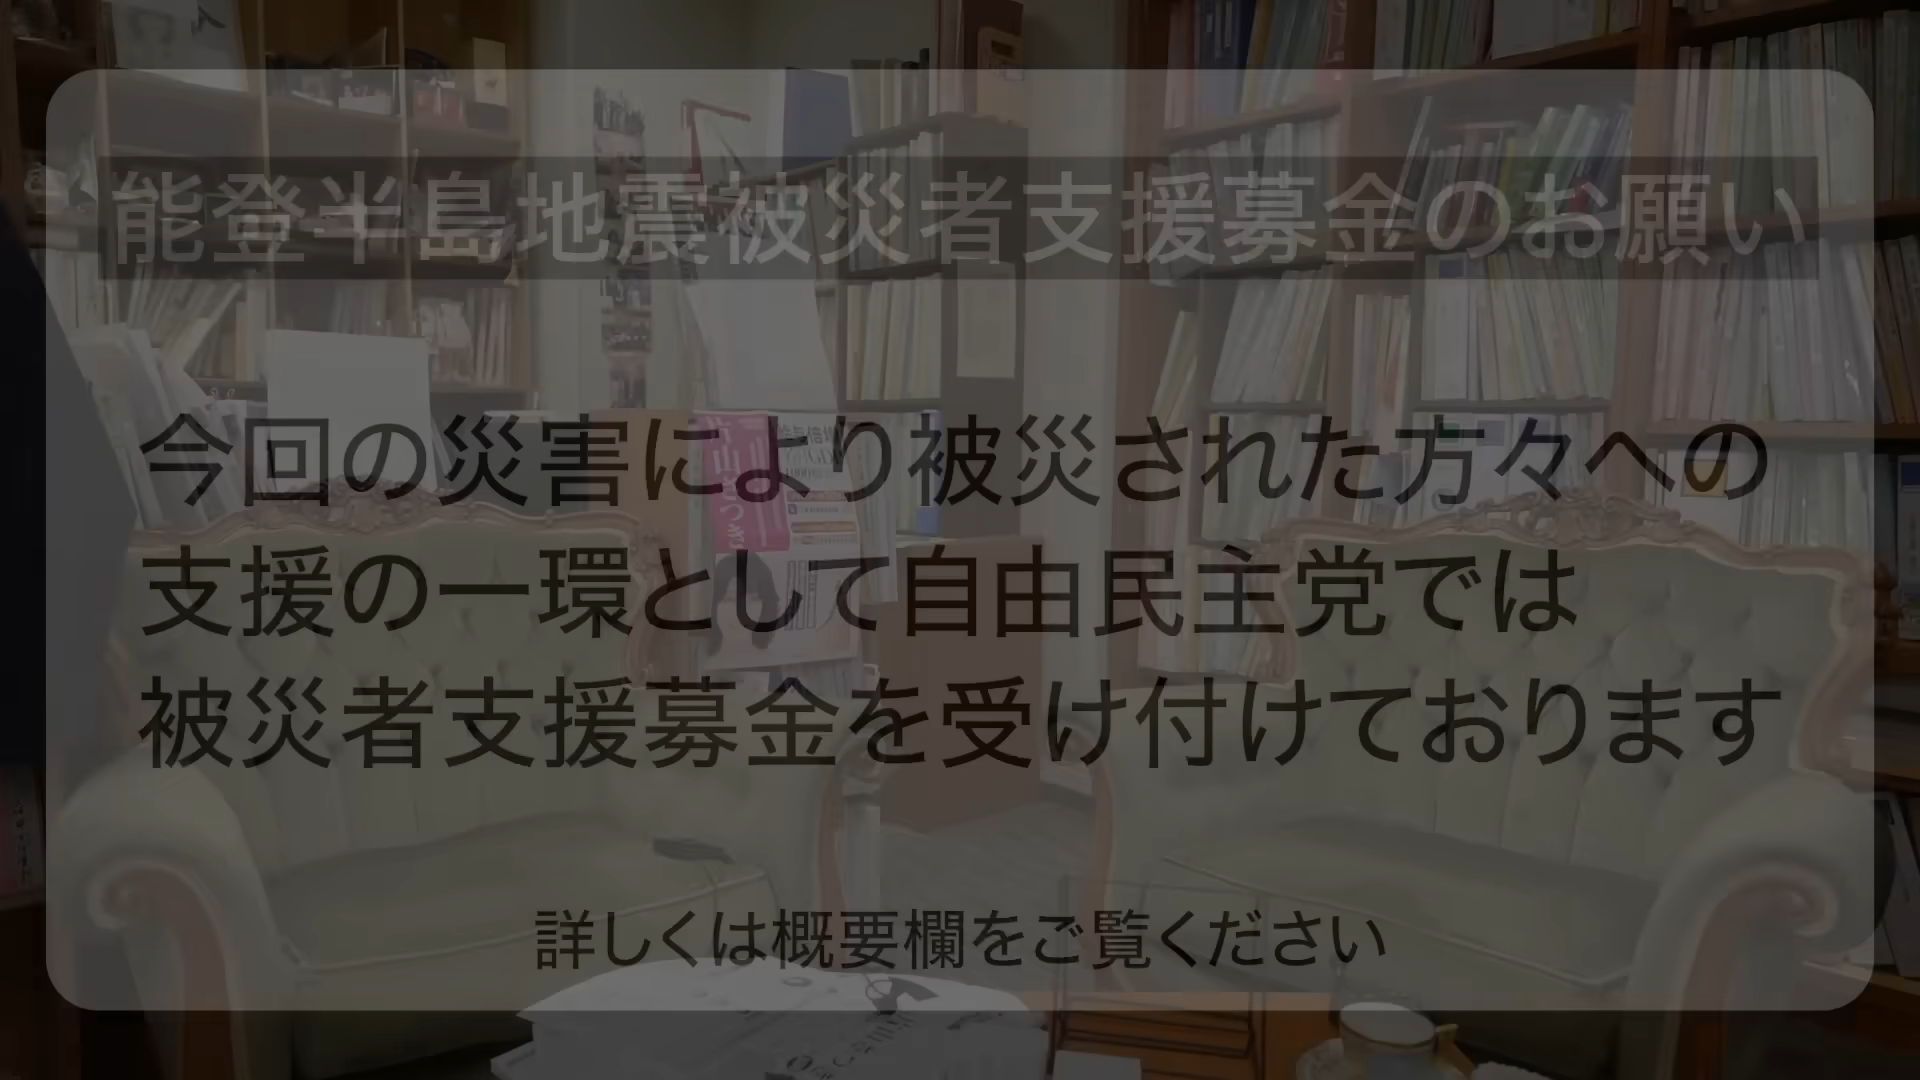 能登半島地震被災者支援募金のお願い
今回の災害により被災された方々への
支援の一環として自由民主党では
被災者支援募金を受け付けております
詳しくは概要欄をご覧ください